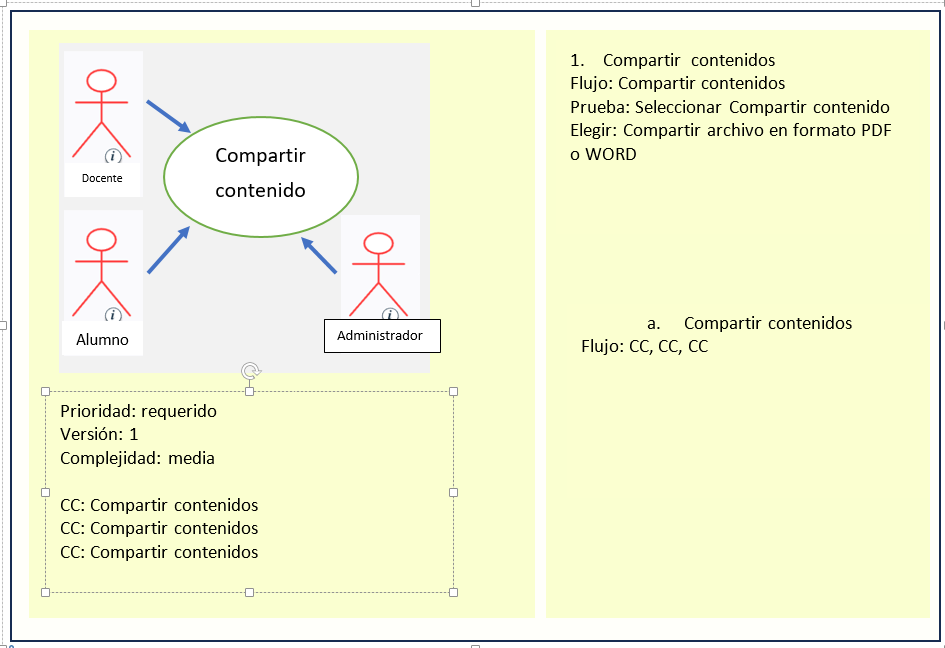 Docente
Compartir
contenido
Alumno
Administrador
Prioridad: requerido
Versión: 1
Complejidad: media
CC: Compartir contenidos
CC: Compartir contenidos
CC: Compartir contenidos
1. Compartir contenidos
Flujo: Compartir contenidos
Prueba: Seleccionar Compartir contenido
Elegir: Compartir archivo en formato PDF
o WORD
a. Compartir contenidos
Flujo: CC, CC, CC